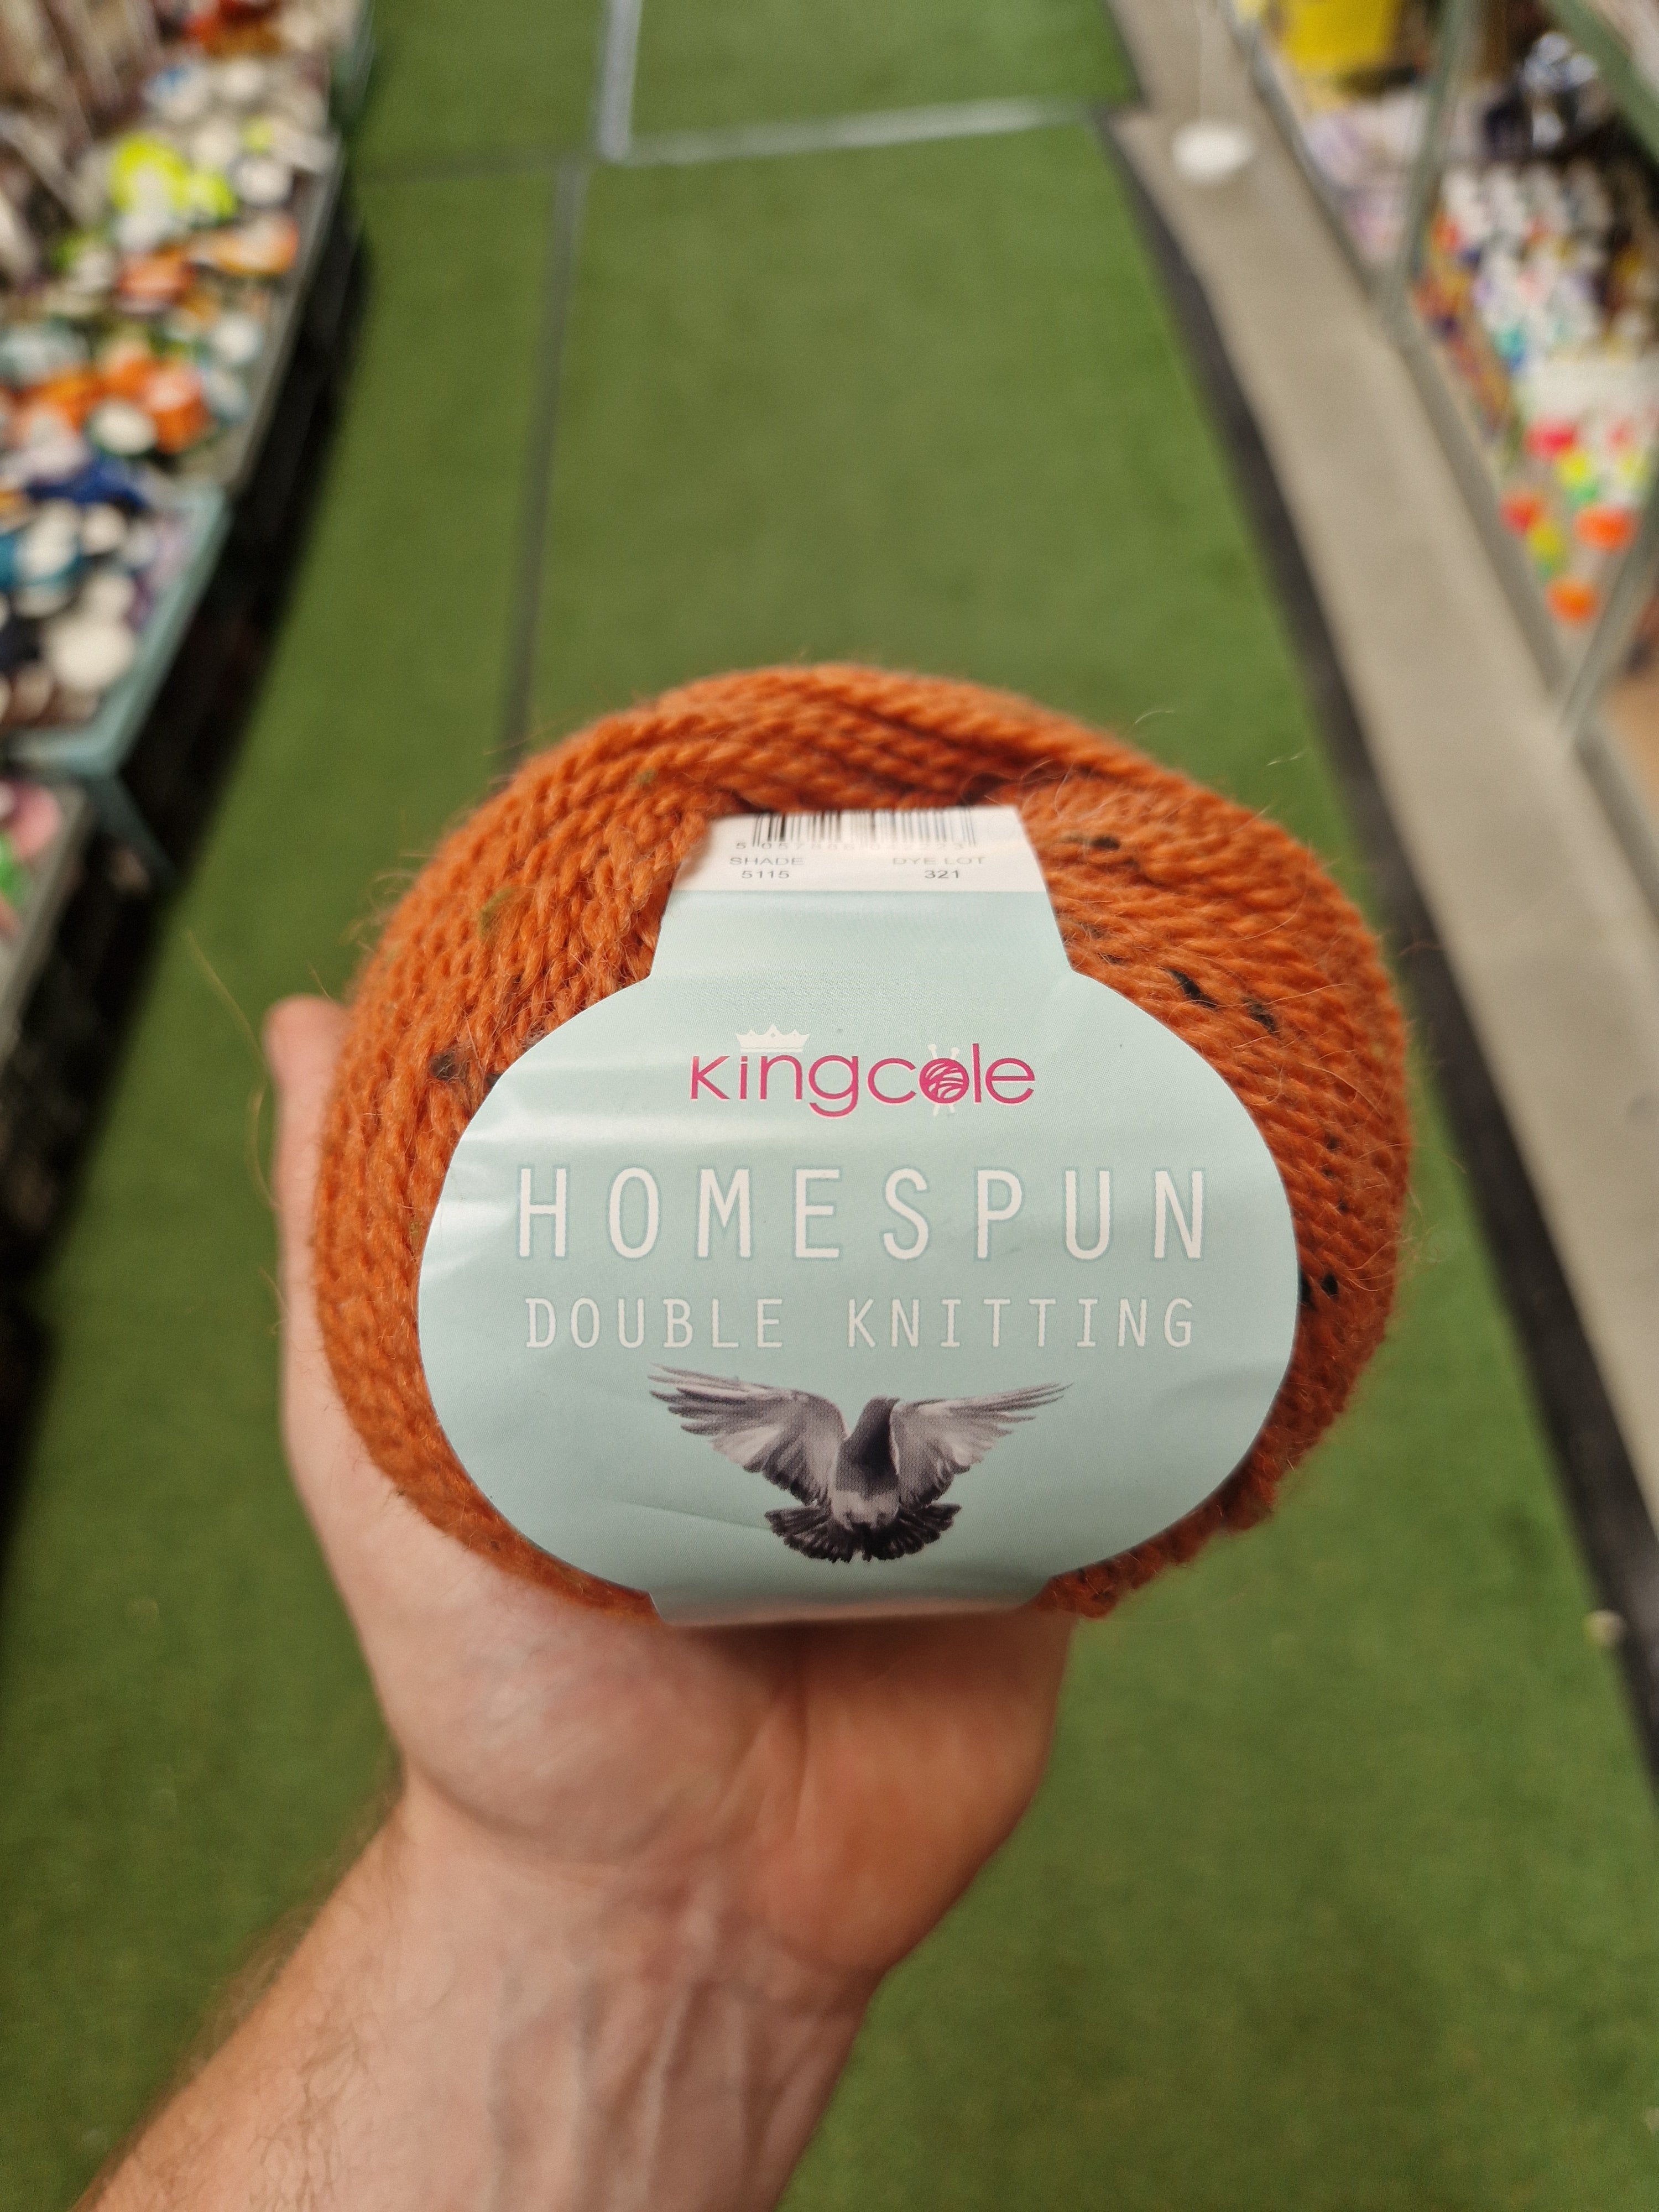 SHADE DYE LOT
5115 321
kingcole
HOMESPUN
DOUBLE KNITTING